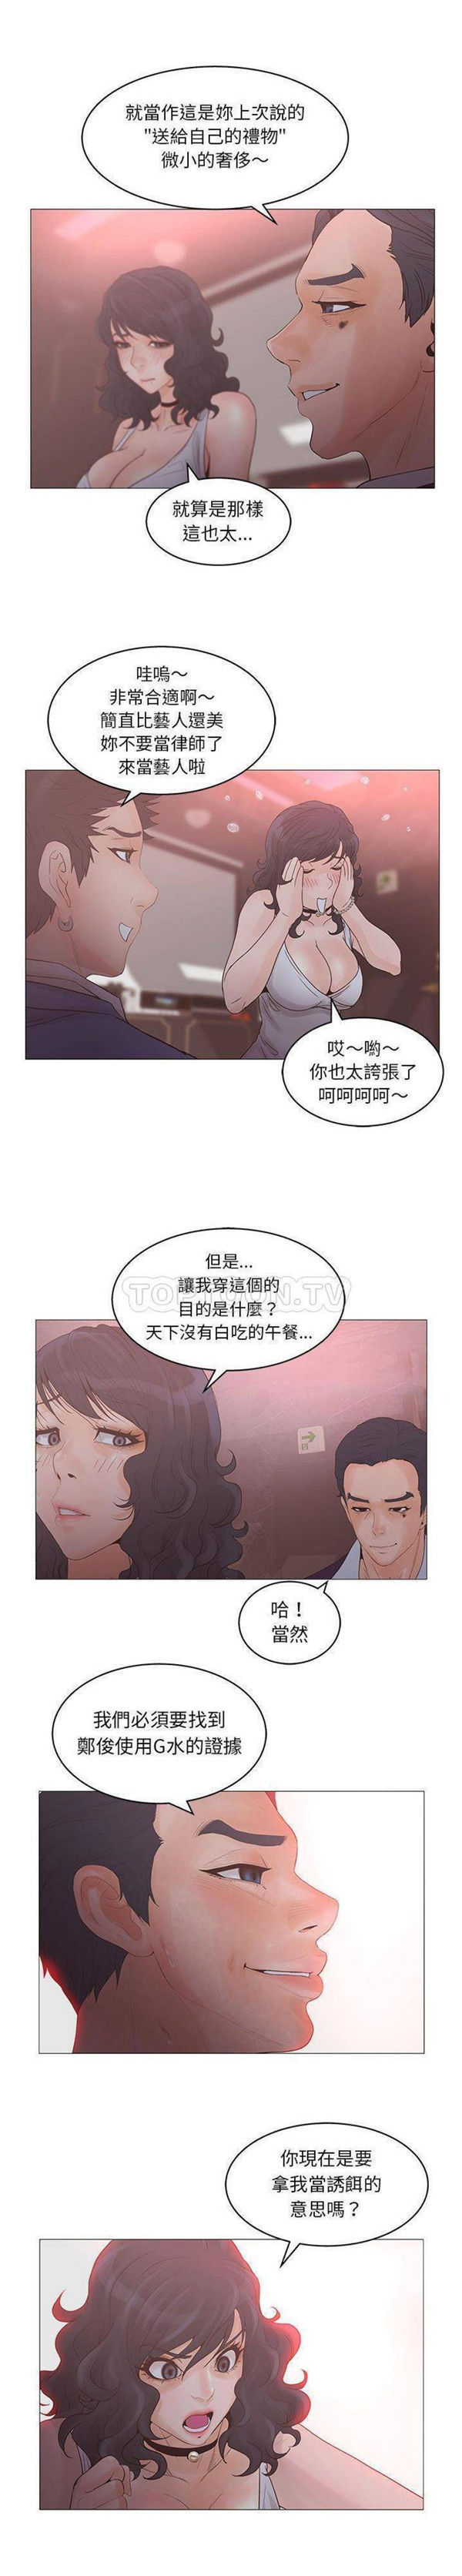 就當作這是妳上次說的
"送給自己的禮物"
微小的奢侈～
就算是那樣
這也太...
哇嗚～
非常合適啊～
簡直比藝人還美
妳不要當律師了
來當藝人啦
哎～喲～
你也太誇張了
呵呵呵呵～
但是...
讓我穿這個的
目的是什麼？
天下沒有白吃的午餐...
TOPTOON.TV
哈！
當然
我們必須要找到
鄭俊使用G水的證據
你現在是要
拿我當誘餌的
意思嗎？